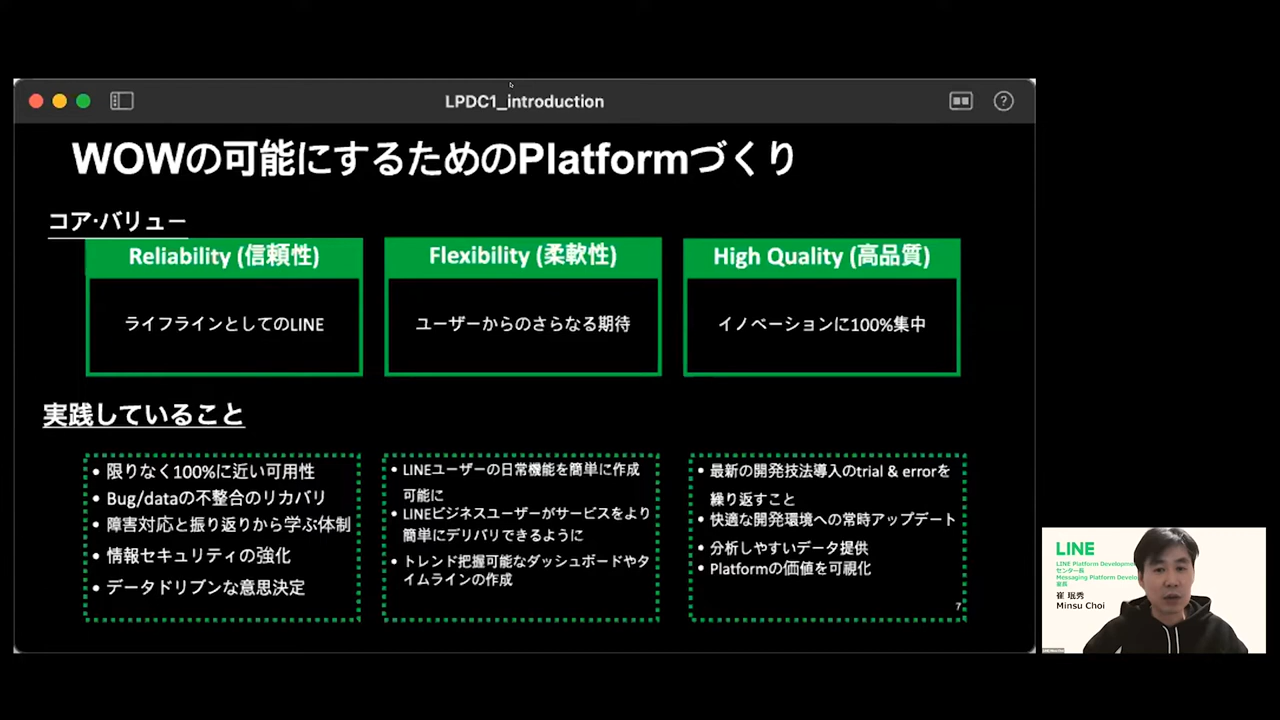 LPDC1_introduction
WOWの可能にするためのPlatformづくり
コア·バリュー
Reliability (信頼性)
ライフラインとしてのLINE
Flexibility (柔軟性)
ユーザーからのさらなる期待
High Quality (高品質)
イノベーションに100%集中
実践していること
• 限りなく100%に近い可用性
• Bug/dataの不整合のリカバリ
• 障害対応と振り返りから学ぶ体制
• 情報セキュリティの強化
• データドリブンな意思決定
• LINEユーザーの日常機能を簡単に作成
可能に
• LINEビジネスユーザーがサービスをより
簡単にデリバリできるように
• トレンド把握可能なダッシュボードやタ
イムラインの作成
• 最新の開発技法導入のtrial & errorを
繰り返すこと
• 快適な開発環境への常時アップデート
• 分析しやすいデータ提供
• Platformの価値を可視化
7
LINE
LINE Platform Developme
センター長
Messaging Platform Develo
室長
崔 珉秀
Minsu Choi